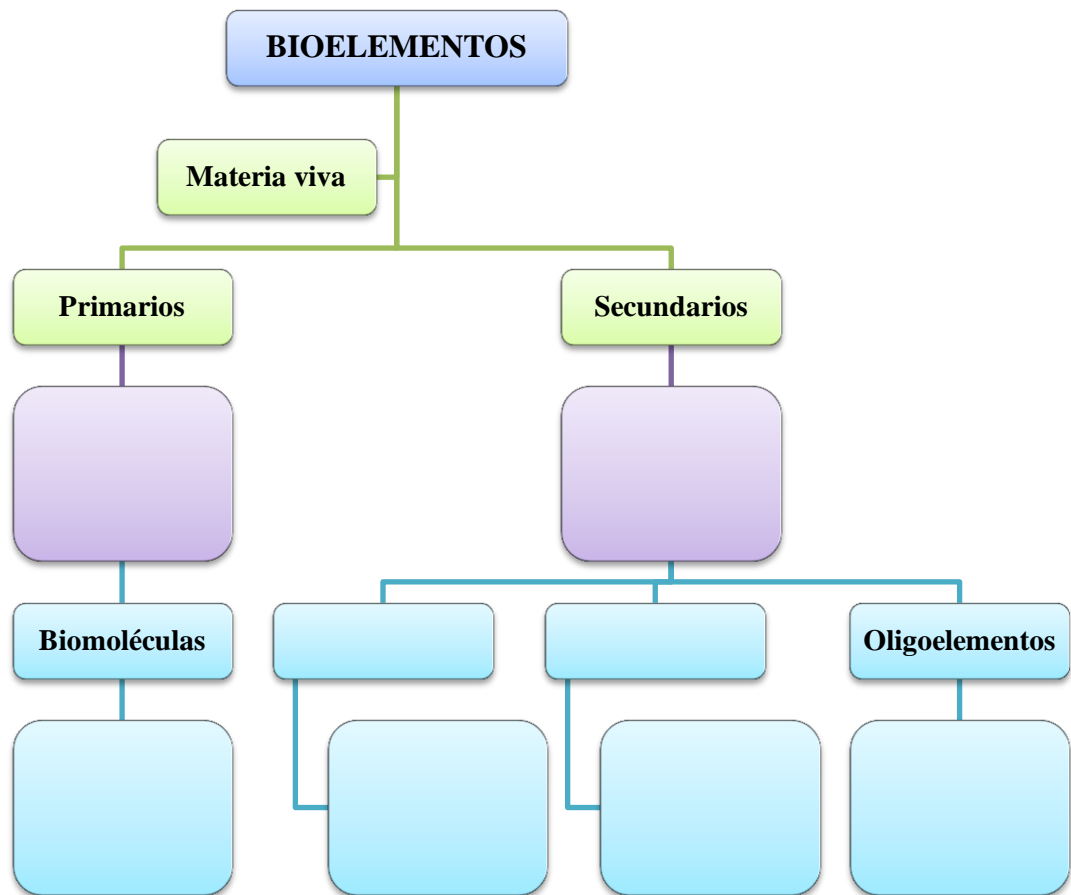 BIOELEMENTOS
Materia viva
Primarios
Secundarios
Biomoléculas
Oligoelementos